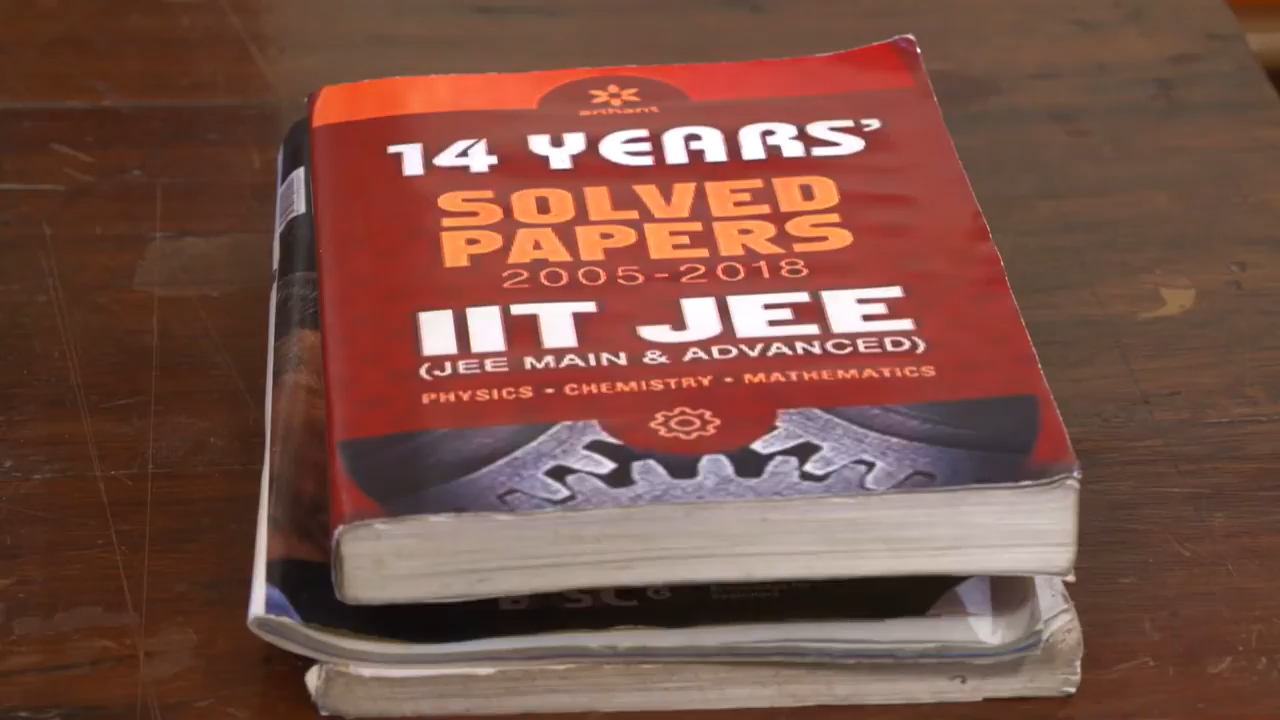 arihant
14 YEARS'
SOLVED
PAPERS
2005-2018
IIT JEE
(JEE MAIN & ADVANCED)
PHYSICS • CHEMISTRY • MATHEMATICS